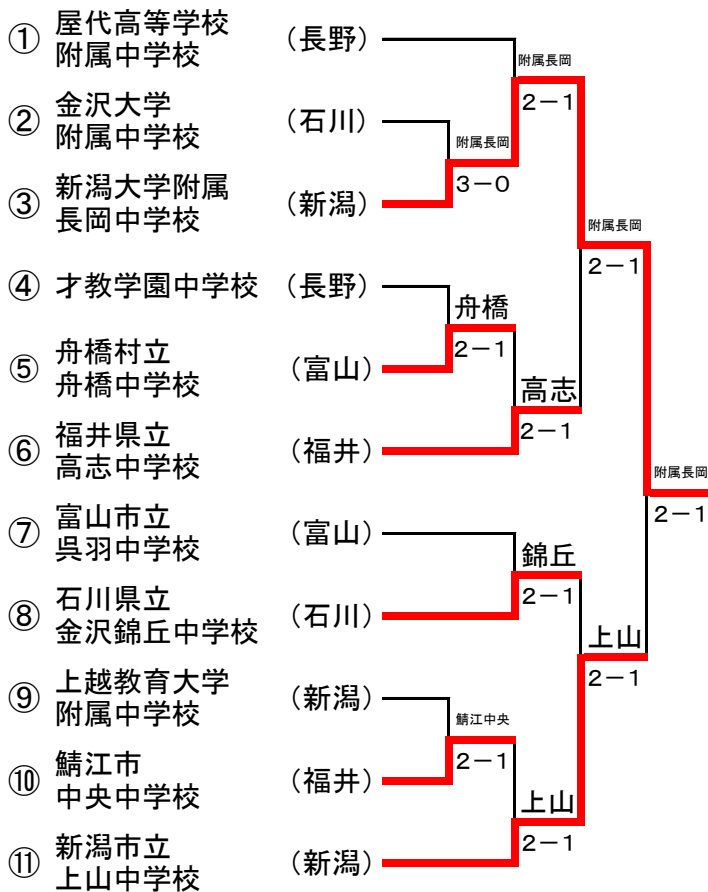 ① 屋代高等学校
附属中学校
（長野）
② 金沢大学
附属中学校
（石川）
③ 新潟大学附属
長岡中学校
（新潟）
④ 才教学園中学校
（長野）
⑤ 舟橋村立
舟橋中学校
（富山）
⑥ 福井県立
高志中学校
（福井）
⑦ 富山市立
呉羽中学校
（富山）
⑧ 石川県立
金沢錦丘中学校
（石川）
⑨ 上越教育大学
附属中学校
（新潟）
⑩ 鯖江市
中央中学校
（福井）
⑪ 新潟市立
上山中学校
（新潟）
附属長岡
３－０
舟橋
２－１
鯖江中央
２－１
附属長岡
２－１
高志
２－１
錦丘
２－１
上山
２－１
附属長岡
２－１
上山
２－１
附属長岡
２－１